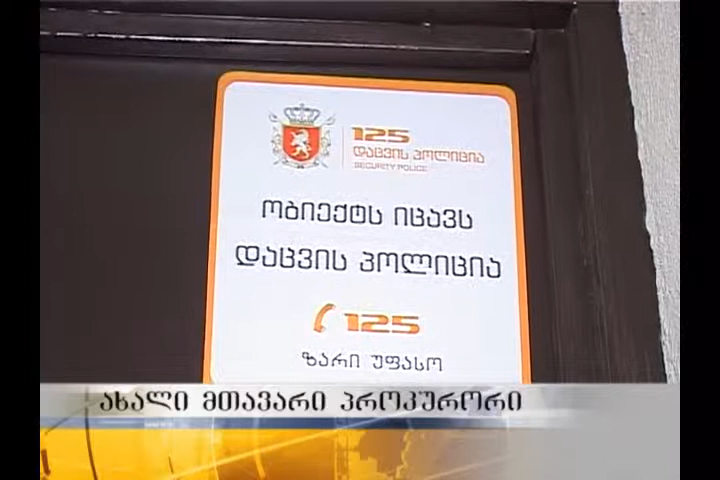 125
დაცვის პოლიცია
SECURITY POLICE
ობიექტს იცავს
დაცვის პოლიცია
125
ზარი უფასო
ახალი მთავარი პროკურორი